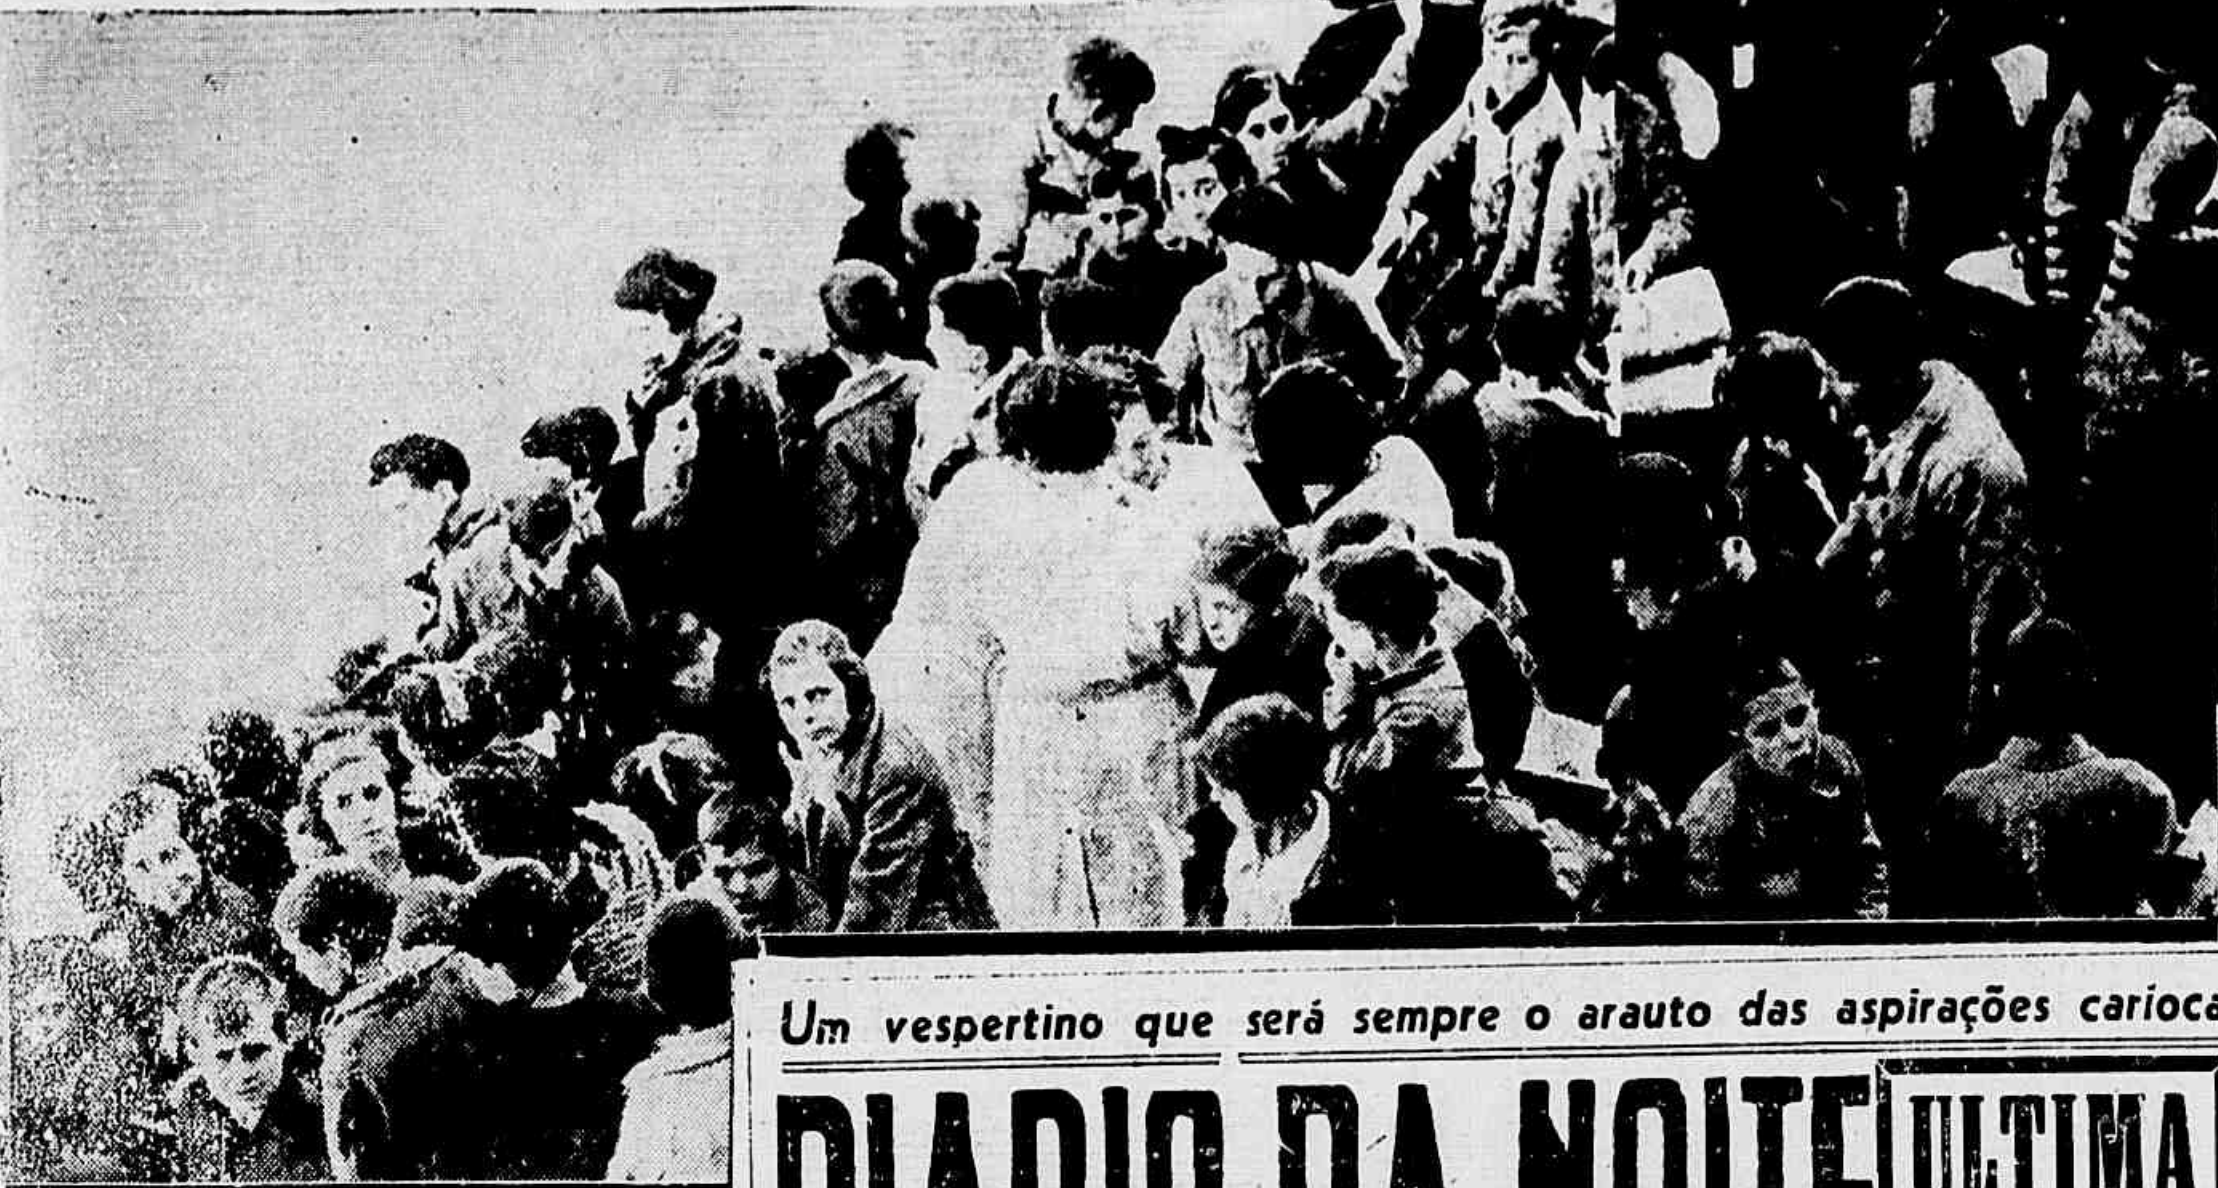 Um vespertino que será sempre o arauto das aspirações carioca
DIARIO DA NOITE
ULTIMA